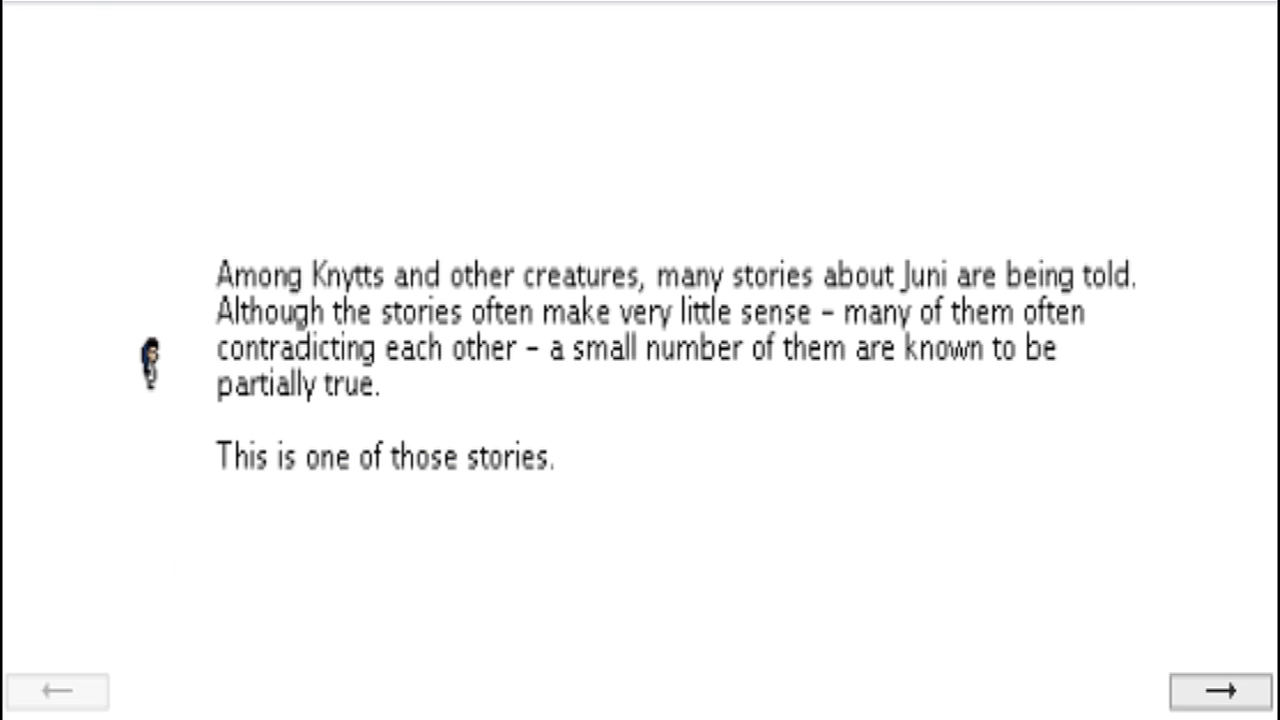 Among Knytts and other creatures, many stories about Juni are being told.
Although the stories often make very little sense – many of them often
contradicting each other – a small number of them are known to be
partially true.
This is one of those stories.